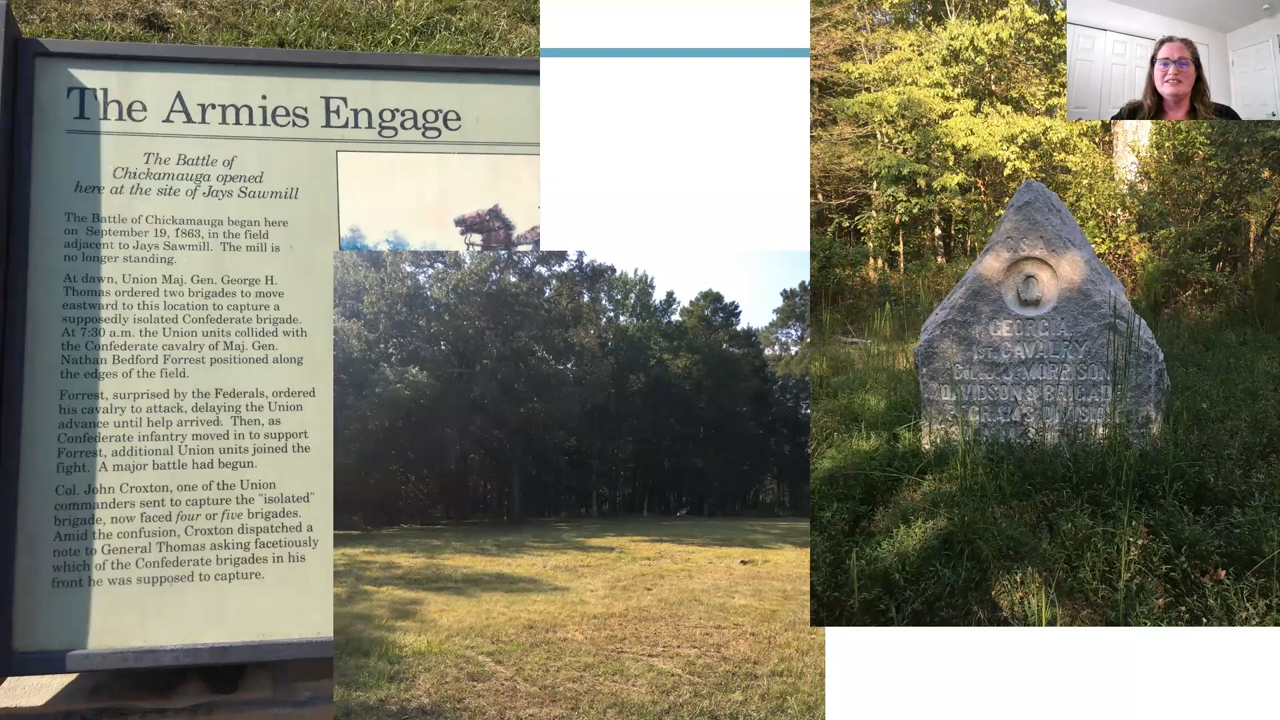 The Armies Engage
The Battle of
Chickamauga opened
here at the site of Jays Sawmill
The Battle of Chickamauga began here
on September 19, 1863, in the field
adjacent to Jays Sawmill. The mill is
no longer standing.
At dawn, Union Maj. Gen. George H.
Thomas ordered two brigades to move
eastward to this location to capture a
supposedly isolated Confederate brigade.
At 7:30 a.m. the Union units collided with
the Confederate cavalry of Maj. Gen.
Nathan Bedford Forrest positioned along
the edges of the field.
Forrest, surprised by the Federals, ordered
his cavalry to attack, delaying the Union
advance until help arrived. Then, as
Confederate infantry moved in to support
Forrest, additional Union units joined the
fight. A major battle had begun.
Col. John Croxton, one of the Union
commanders sent to capture the "isolated"
brigade, now faced four or five brigades.
Amid the confusion, Croxton dispatched a
note to General Thomas asking facetiously
which of the Confederate brigades in his
front he was supposed to capture.
GEORGIA
1ST CAVALRY
MORRISON
DAVIDSON'S BRIGADE